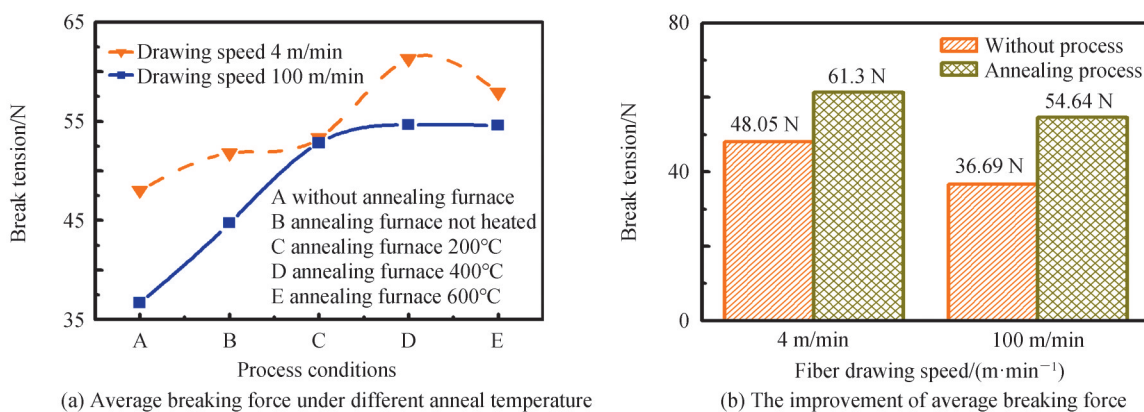 65
55
45
35
Break tension/N
Drawing speed 4 m/min
Drawing speed 100 m/min
A without annealing furnace
B annealing furnace not heated
C annealing furnace 200°C
D annealing furnace 400°C
E annealing furnace 600°C
A B C D E
Process conditions
(a) Average breaking force under different anneal temperature
80
40
0
Break tension/N
Without process
Annealing process
48.05 N
61.3 N
36.69 N
54.64 N
4 m/min 100 m/min
Fiber drawing speed/(m·min⁻¹)
(b) The improvement of average breaking force